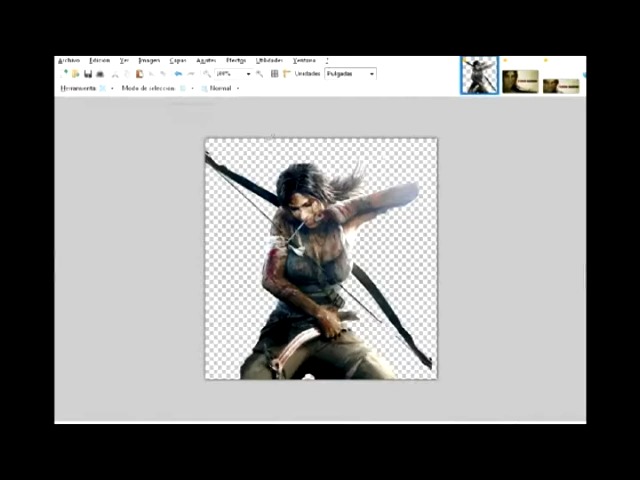 Archivo Edición Ver Imagen Capas Ajustes Efectos Utilidades Ventana ?
Unidades Pulgadas
Herramienta Modo de selección Normal